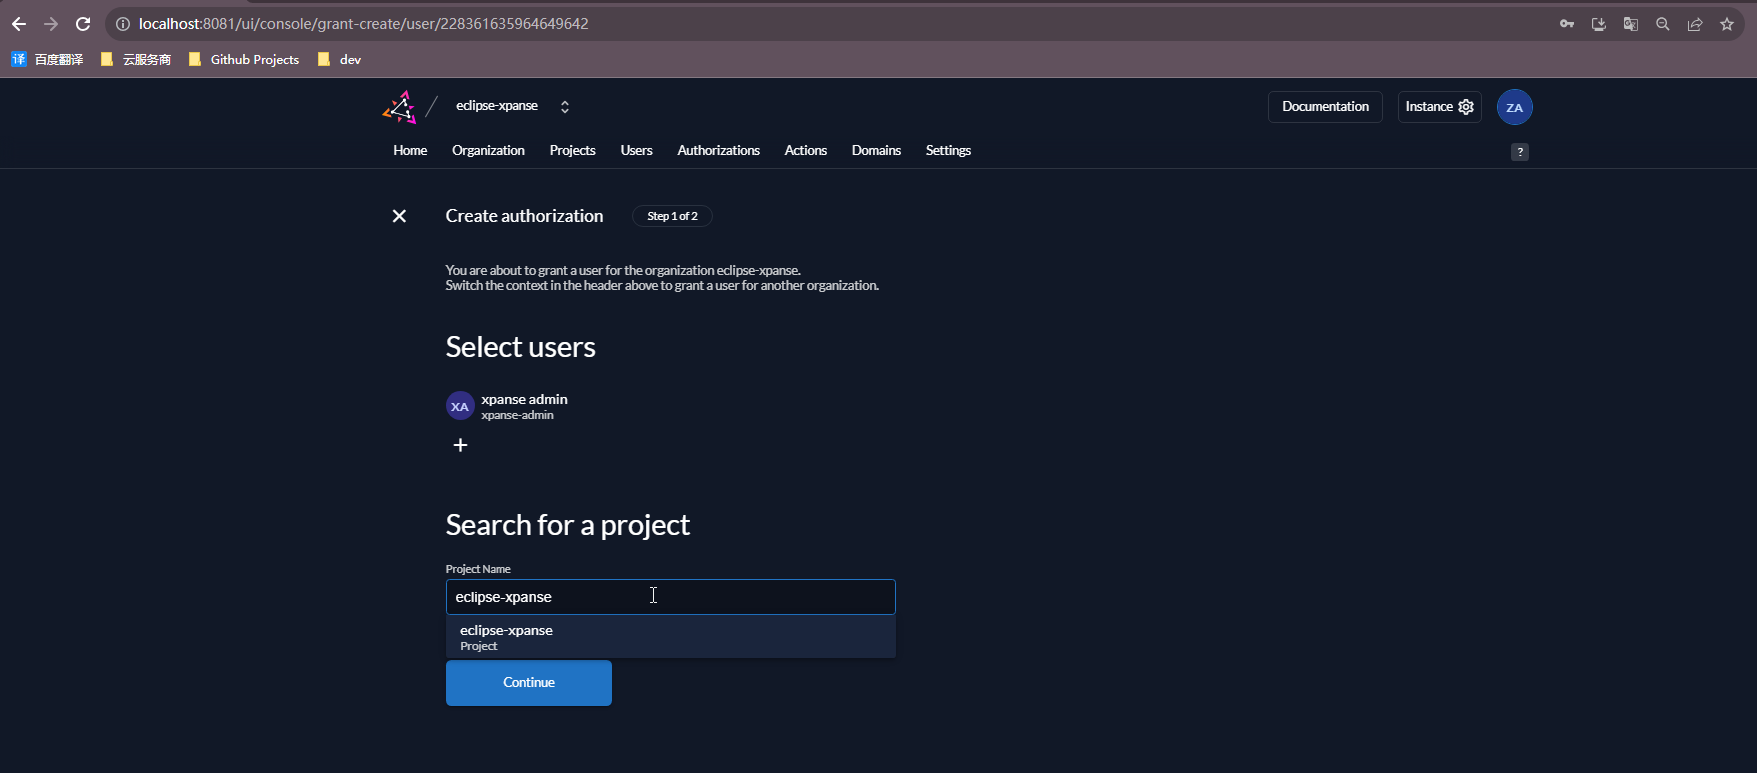 localhost:8081/ui/console/grant-create/user/228361635964649642
译 百度翻译 云服务商 Github Projects dev
eclipse-xpanse Documentation Instance ZA
Home Organization Projects Users Authorizations Actions Domains Settings ?
Create authorization Step 1 of 2
You are about to grant a user for the organization eclipse-xpanse.
Switch the context in the header above to grant a user for another organization.
Select users
XA xpanse admin
xpanse-admin
Search for a project
Project Name
eclipse-xpanse
eclipse-xpanse
Project
Continue